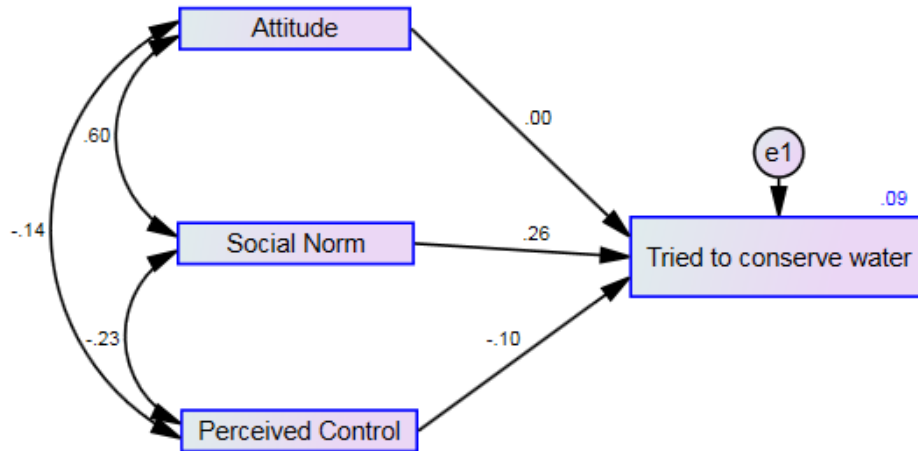 Attitude
.00
.60
e1
.09
-.14
Social Norm
.26
Tried to conserve water
-.23
-.10
Perceived Control